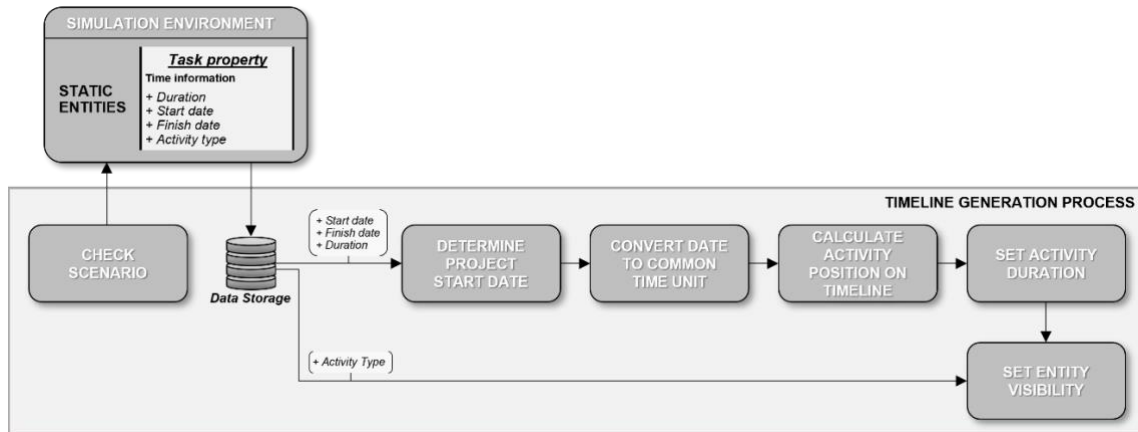 SIMULATION ENVIRONMENT
STATIC
ENTITIES
Task property
Time information
+ Duration
+ Start date
+ Finish date
+ Activity type
TIMELINE GENERATION PROCESS
CHECK
SCENARIO
Data Storage
+ Start date
+ Finish date
+ Duration
DETERMINE
PROJECT
START DATE
CONVERT DATE
TO COMMON
TIME UNIT
CALCULATE
ACTIVITY
POSITION ON
TIMELINE
SET ACTIVITY
DURATION
+ Activity Type
SET ENTITY
VISIBILITY